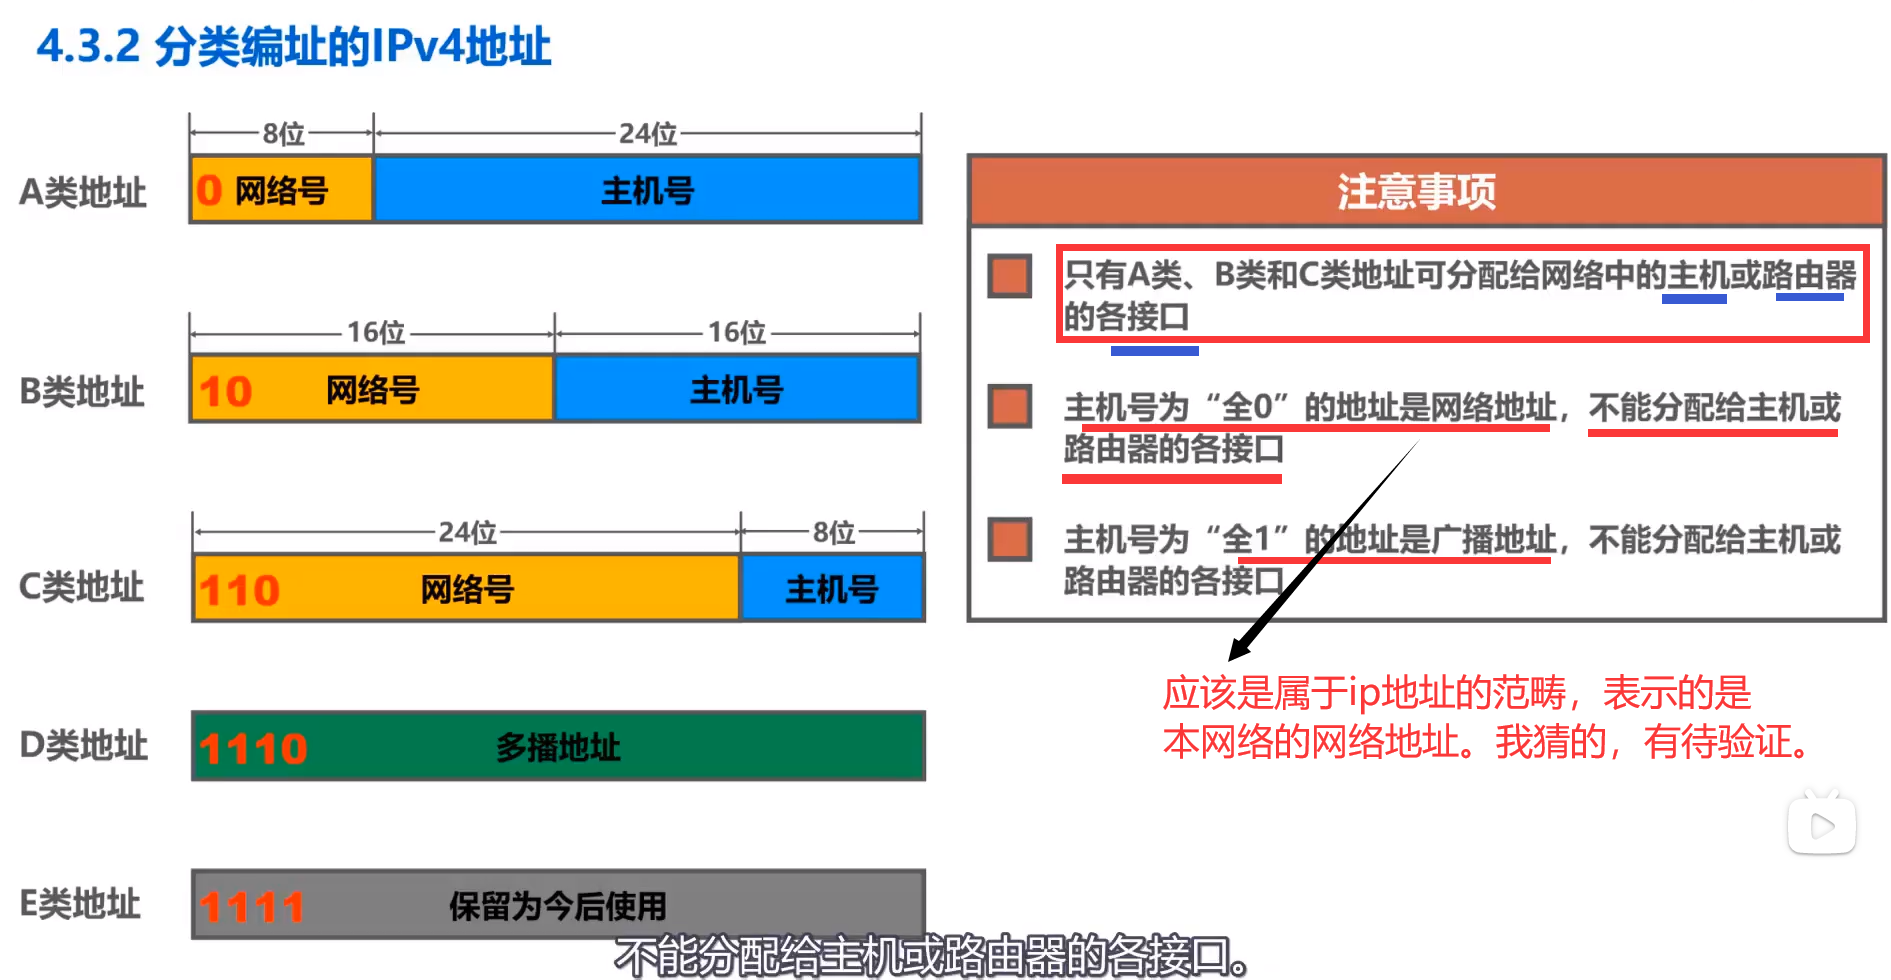 4.3.2 分类编址的IPv4地址
8位
24位
A类地址
0 网络号
主机号
16位
16位
B类地址
10 网络号
主机号
24位
8位
C类地址
110 网络号
主机号
D类地址
1110 多播地址
E类地址
1111 保留为今后使用
注意事项
只有A类、B类和C类地址可分配给网络中的主机或路由器
的各接口
主机号为“全0”的地址是网络地址，不能分配给主机或
路由器的各接口
主机号为“全1”的地址是广播地址，不能分配给主机或
路由器的各接口
应该是属于ip地址的范畴，表示的是
本网络的网络地址。我猜的，有待验证。
不能分配给主机或路由器的各接口。